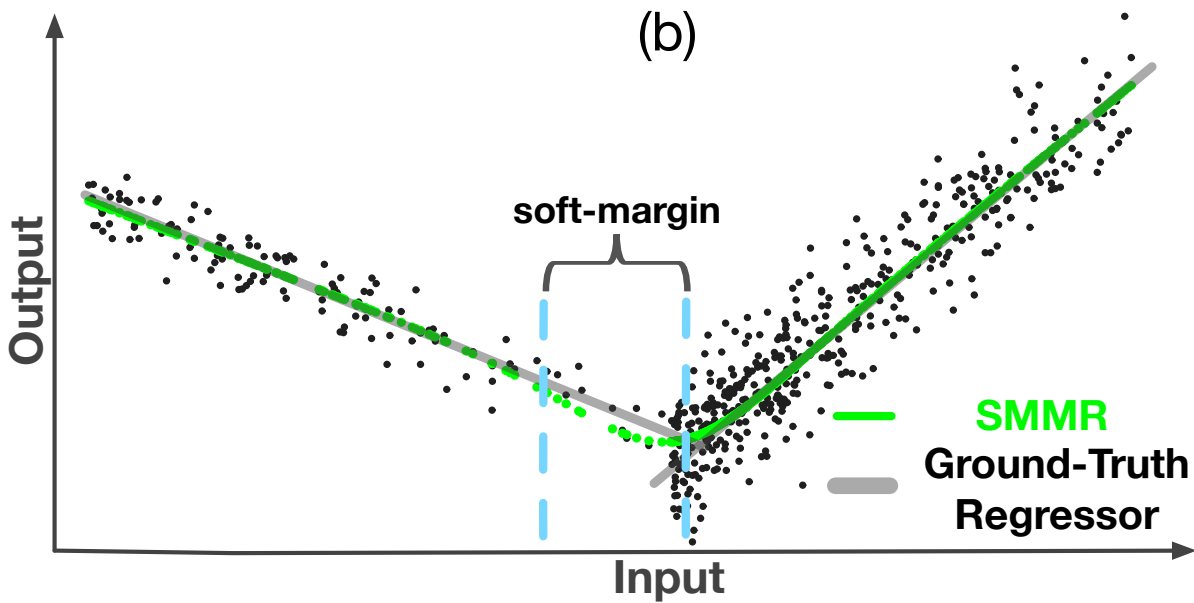 (b)
soft-margin
Output
SMMR
Ground-Truth
Regressor
Input